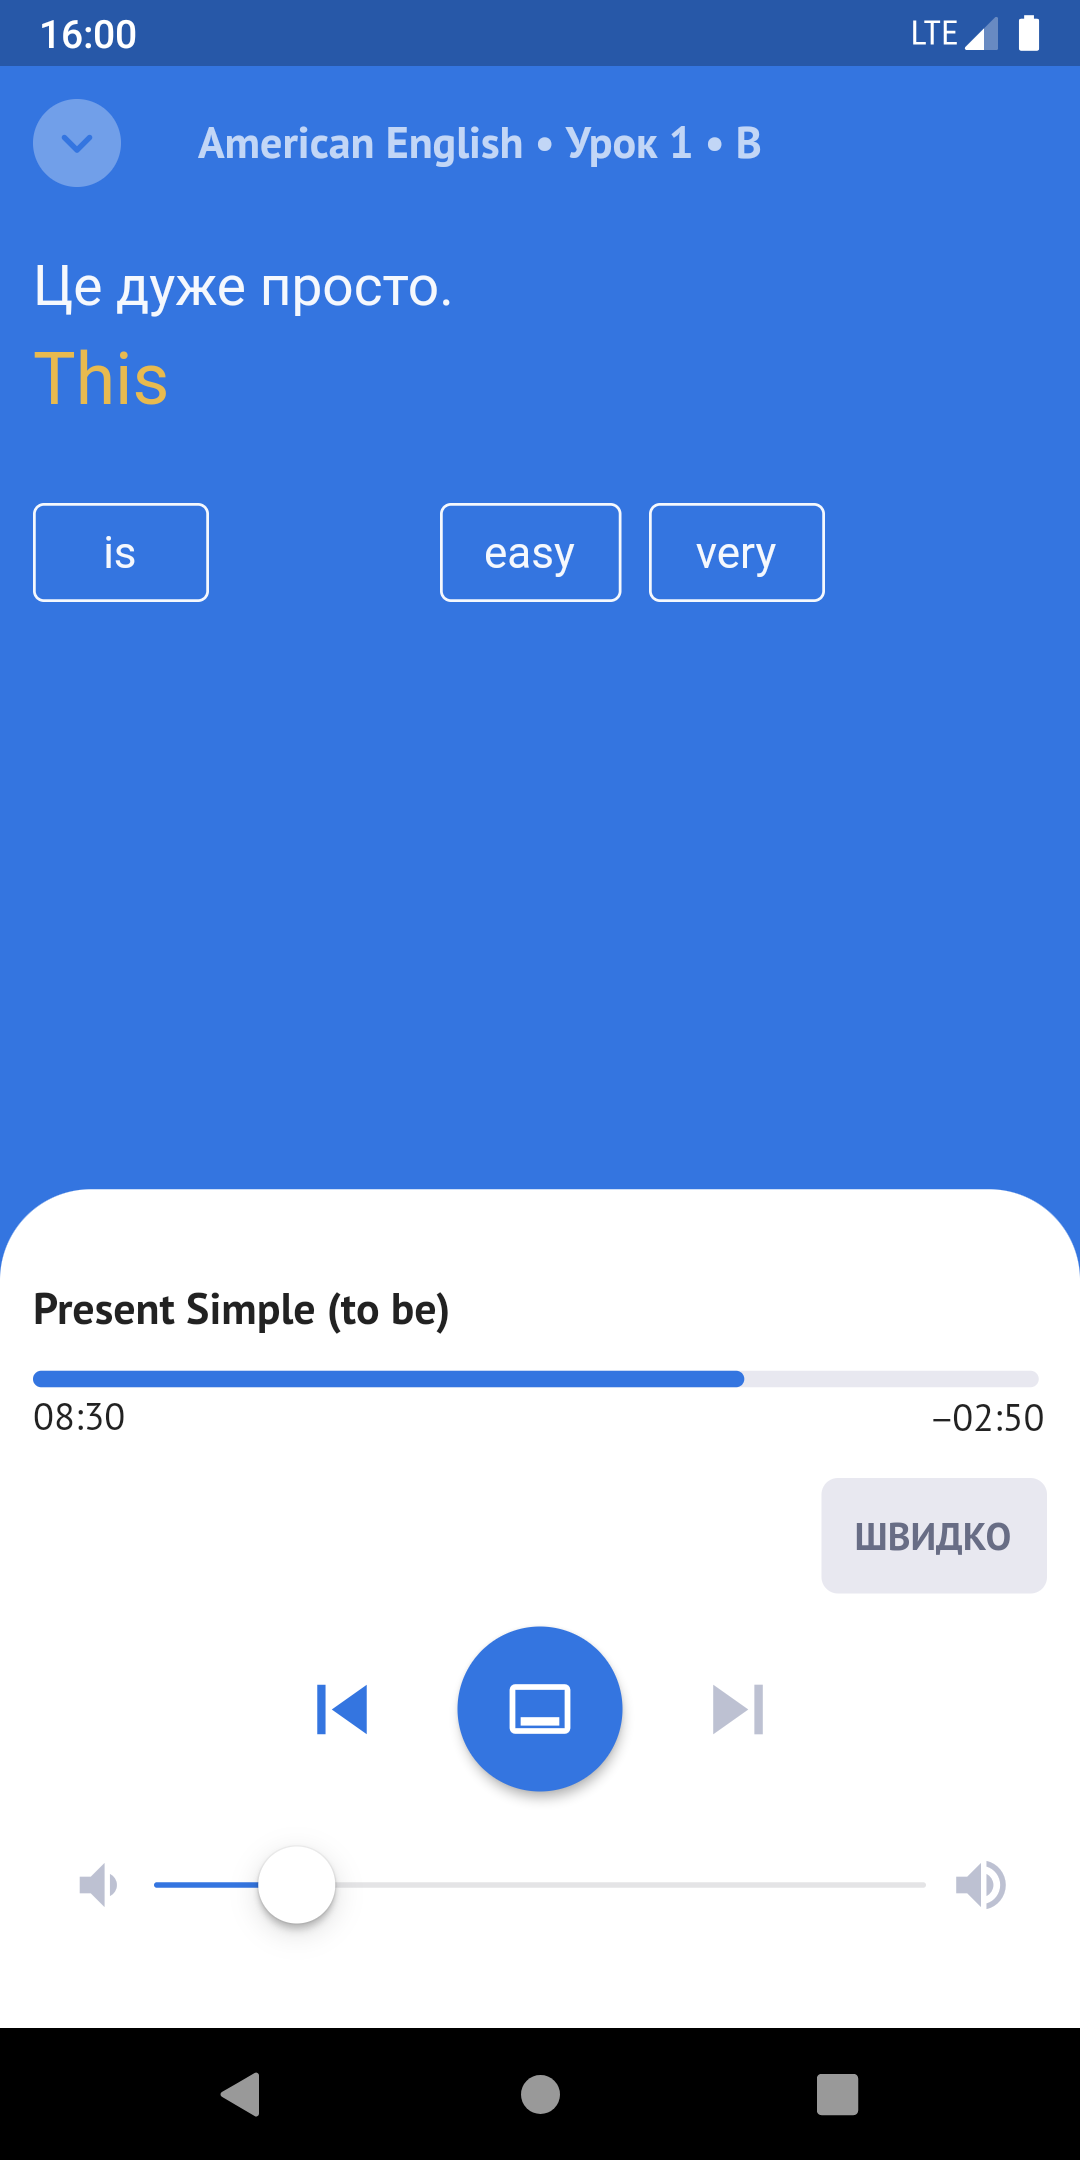 16:00 LTE
American English • Урок 1 • B
Це дуже просто.
This
is easy very
Present Simple (to be)
08:30 –02:50
ШВИДКО